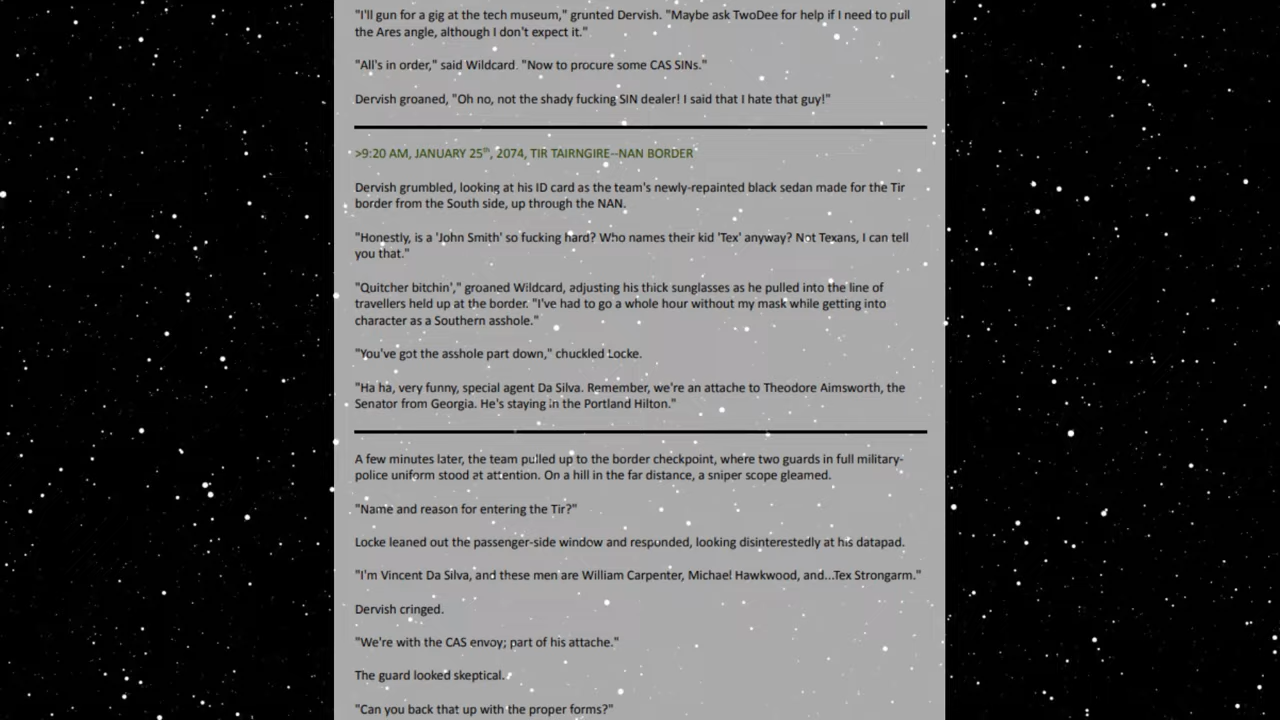 "I'll gun for a gig at the tech museum," grunted Dervish. "Maybe ask TwoDee for help if I need to pull
the Ares angle, although I don't expect it."
"All's in order," said Wildcard. "Now to procure some CAS SINs."
Dervish groaned, "Oh no, not the shady fucking SIN dealer! I said that I hate that guy!"
>9:20 AM, JANUARY 25th, 2074, TIR TAIRNGIRE--NAN BORDER
Dervish grumbled, looking at his ID card as the team's newly-repainted black sedan made for the Tir
border from the South side, up through the NAN.
"Honestly, is a 'John Smith' so fucking hard? Who names their kid 'Tex' anyway? Not Texans, I can tell
you that."
"Quitcher bitchin'," groaned Wildcard, adjusting his thick sunglasses as he pulled into the line of
travellers held up at the border. "I've had to go a whole hour without my mask while getting into
character as a Southern asshole."
"You've got the asshole part down," chuckled Locke.
"Ha ha, very funny, special agent Da Silva. Remember, we're an attache to Theodore Aimsworth, the
Senator from Georgia. He's staying in the Portland Hilton."
A few minutes later, the team pulled up to the border checkpoint, where two guards in full military-
police uniform stood at attention. On a hill in the far distance, a sniper scope gleamed.
"Name and reason for entering the Tir?"
Locke leaned out the passenger-side window and responded, looking disinterestedly at his datapad.
"I'm Vincent Da Silva, and these men are William Carpenter, Michael Hawkwood, and...Tex Strongarm."
Dervish cringed.
"We're with the CAS envoy; part of his attache."
The guard looked skeptical.
"Can you back that up with the proper forms?"